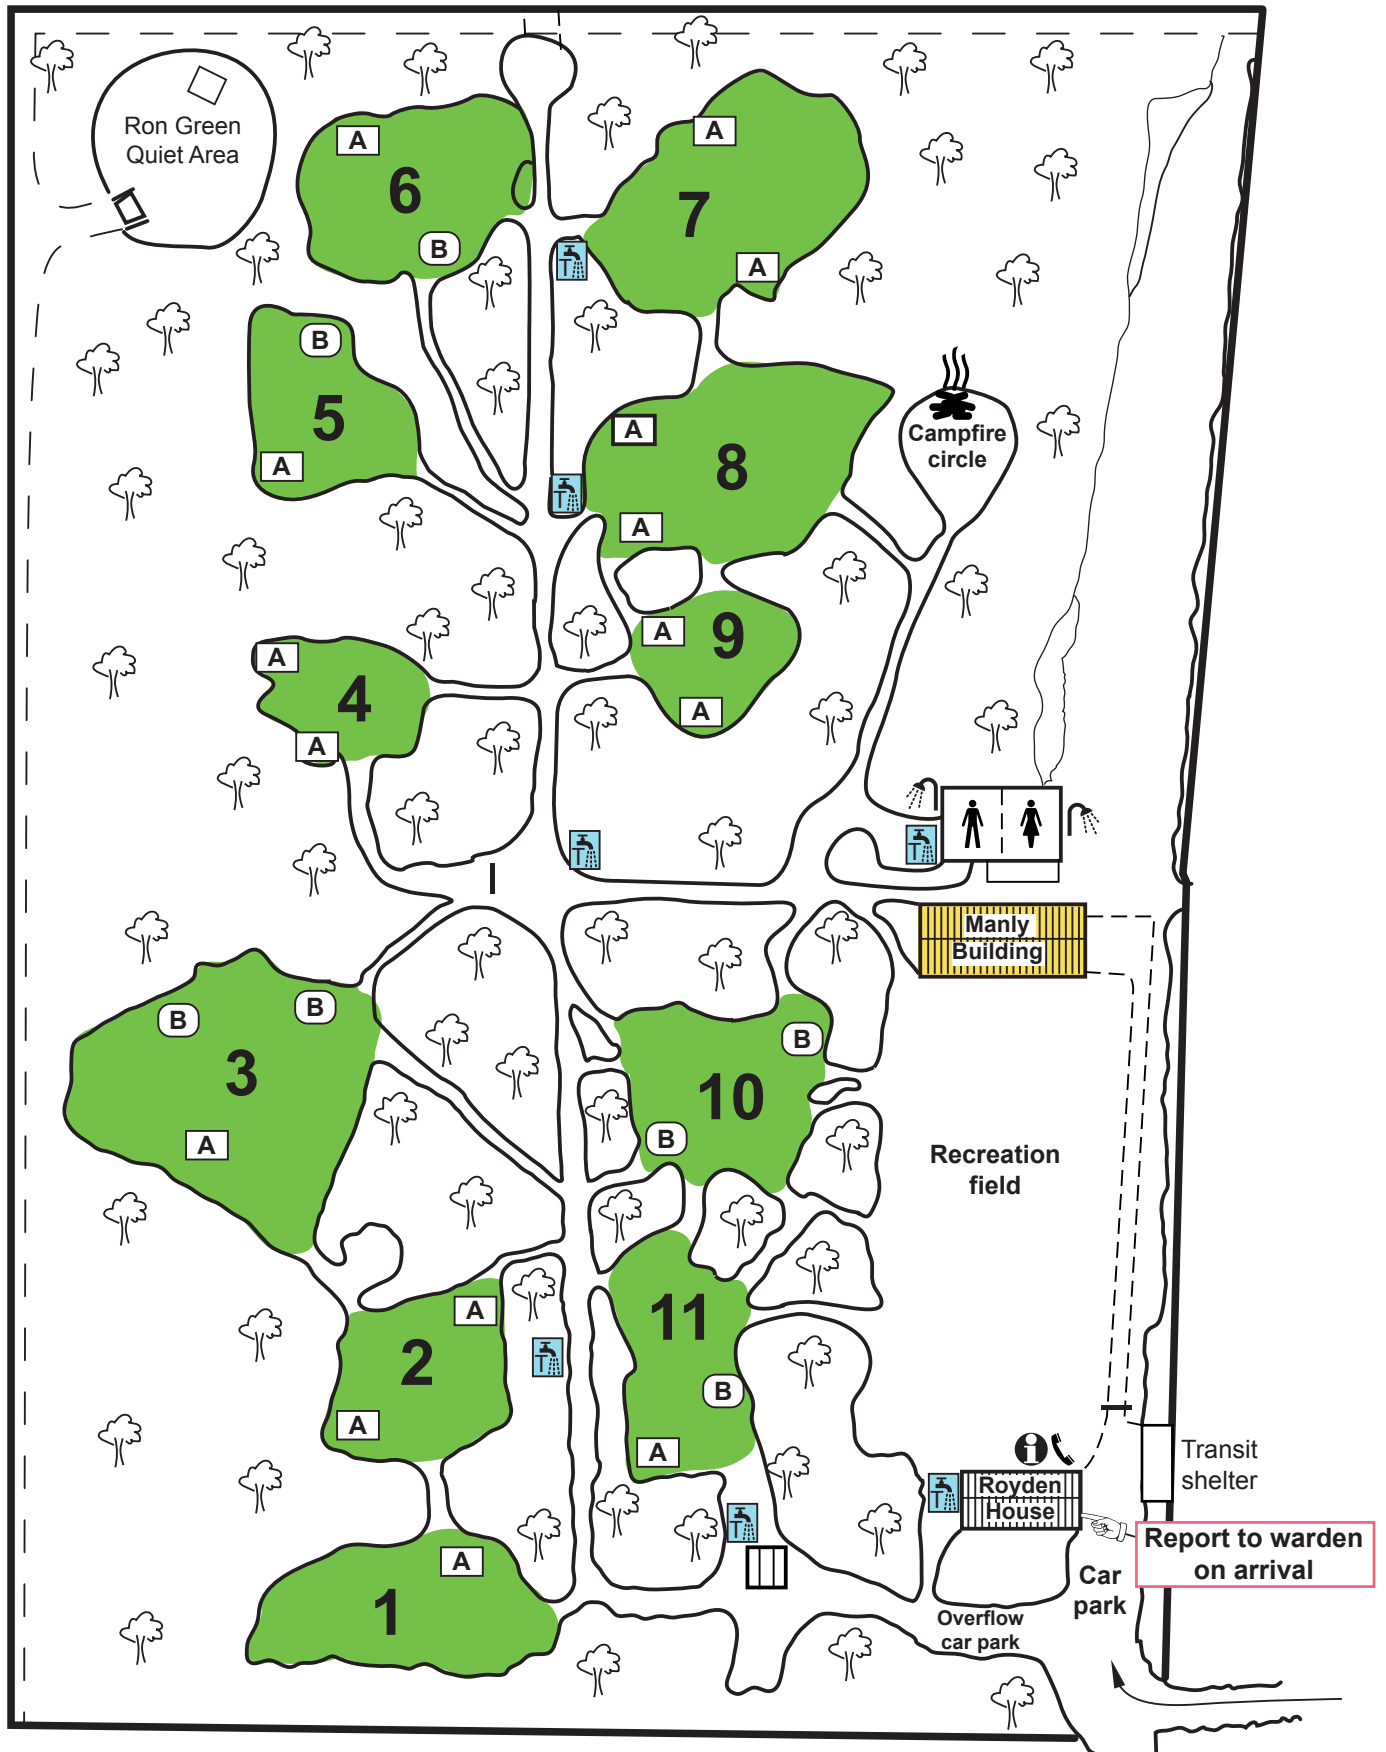 Ron Green
Quiet Area
A
6
B
A
7
A
T
B
5
A
A
8
A
T
Campfire
circle
A
9
A
A
4
A
T
T
Manly
Building
B
B
3
A
B
10
B
Recreation
field
A
2
A
T
11
B
A
i
Transit
shelter
T
Royden
House
T
Report to warden
on arrival
A
1
Car
park
Overflow
car park